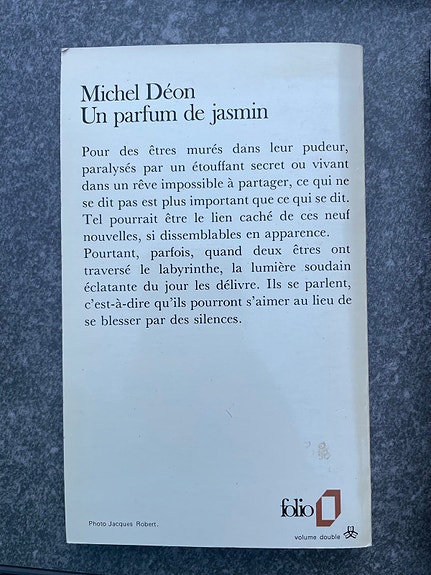 Michel Déon
Un parfum de jasmin
Pour des êtres murés dans leur pudeur,
paralysés par un étouffant secret ou vivant
dans un rêve impossible à partager, ce qui ne
se dit pas est plus important que ce qui se dit.
Tel pourrait être le lien caché de ces neuf
nouvelles, si dissemblables en apparence.
Pourtant, parfois, quand deux êtres ont
traversé le labyrinthe, la lumière soudain
éclatante du jour les délivre. Ils se parlent,
c'est-à-dire qu'ils pourront s'aimer au lieu de
se blesser par des silences.
folio
Photo Jacques Robert.
volume double